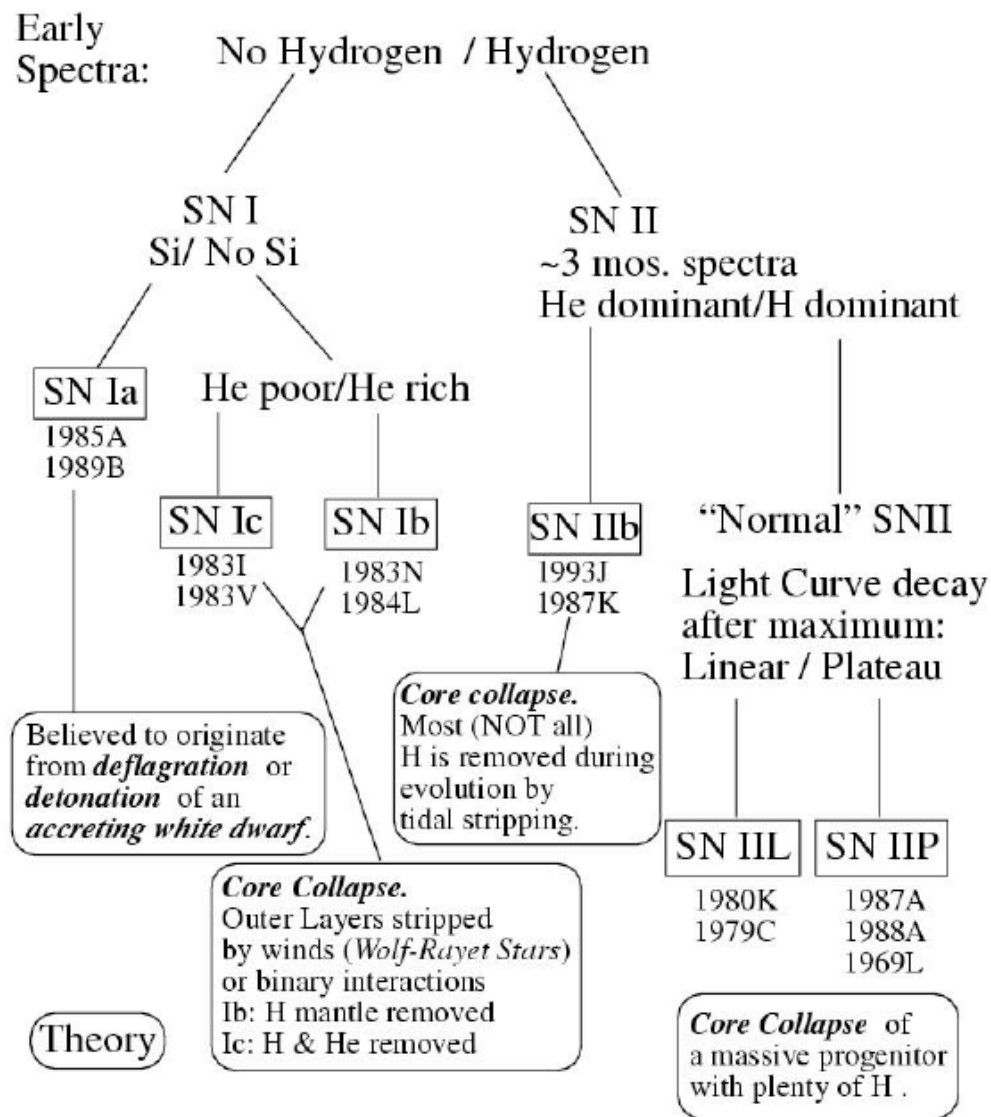 Early
Spectra:
No Hydrogen / Hydrogen
SN I
Si/ No Si
SN II
~3 mos. spectra
He dominant/H dominant
SN Ia
1985A
1989B
He poor/He rich
SN Ic
1983I
1983V
SN Ib
1983N
1984L
SN IIb
1993J
1987K
“Normal” SNII
Light Curve decay
after maximum:
Linear / Plateau
Believed to originate
from deflagration or
detonation of an
accreting white dwarf.
Core Collapse.
Outer Layers stripped
by winds (Wolf-Rayet Stars)
or binary interactions
Ib: H mantle removed
Ic: H & He removed
Core collapse.
Most (NOT all)
H is removed during
evolution by
tidal stripping.
SN IIL
1980K
1979C
SN IIP
1987A
1988A
1969L
Core Collapse of
a massive progenitor
with plenty of H .
Theory